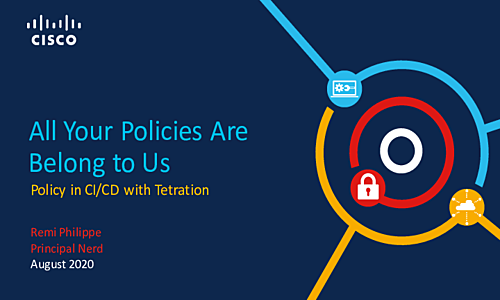 CISCO
All Your Policies Are
Belong to Us
Policy in CI/CD with Tetration
Remi Philippe
Principal Nerd
August 2020